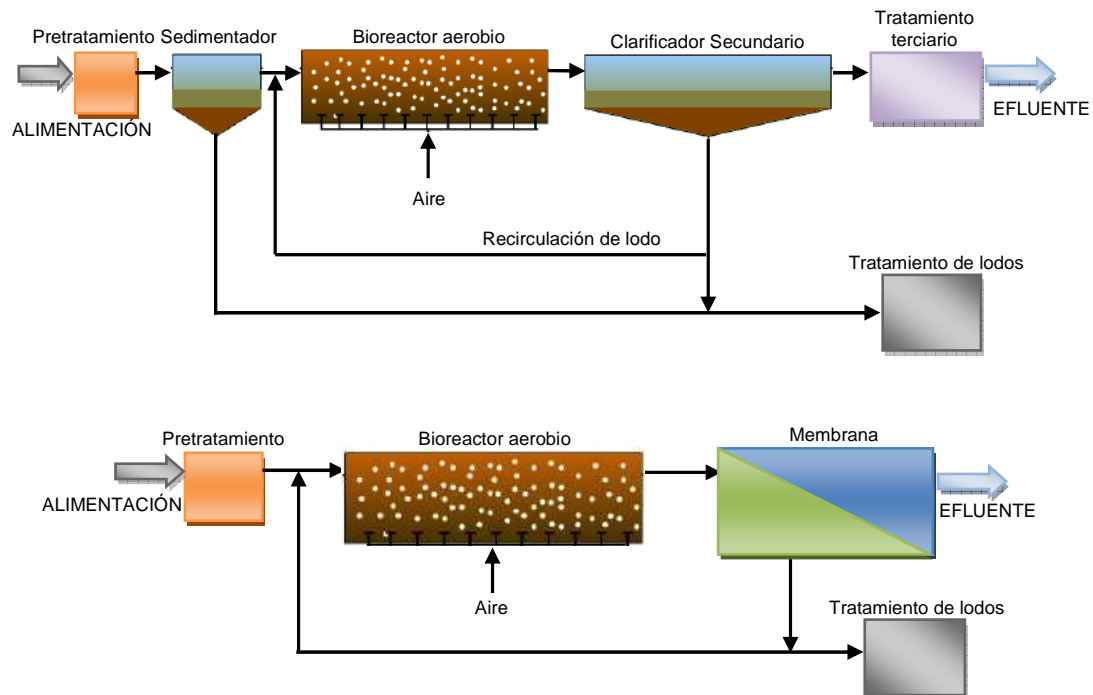 Pretratamiento
Sedimentador
Bioreactor aerobio
Clarificador Secundario
Tratamiento
terciario
ALIMENTACIÓN
EFLUENTE
Aire
Recirculación de lodo
Tratamiento de lodos
Pretratamiento
Bioreactor aerobio
Membrana
ALIMENTACIÓN
EFLUENTE
Aire
Tratamiento de lodos